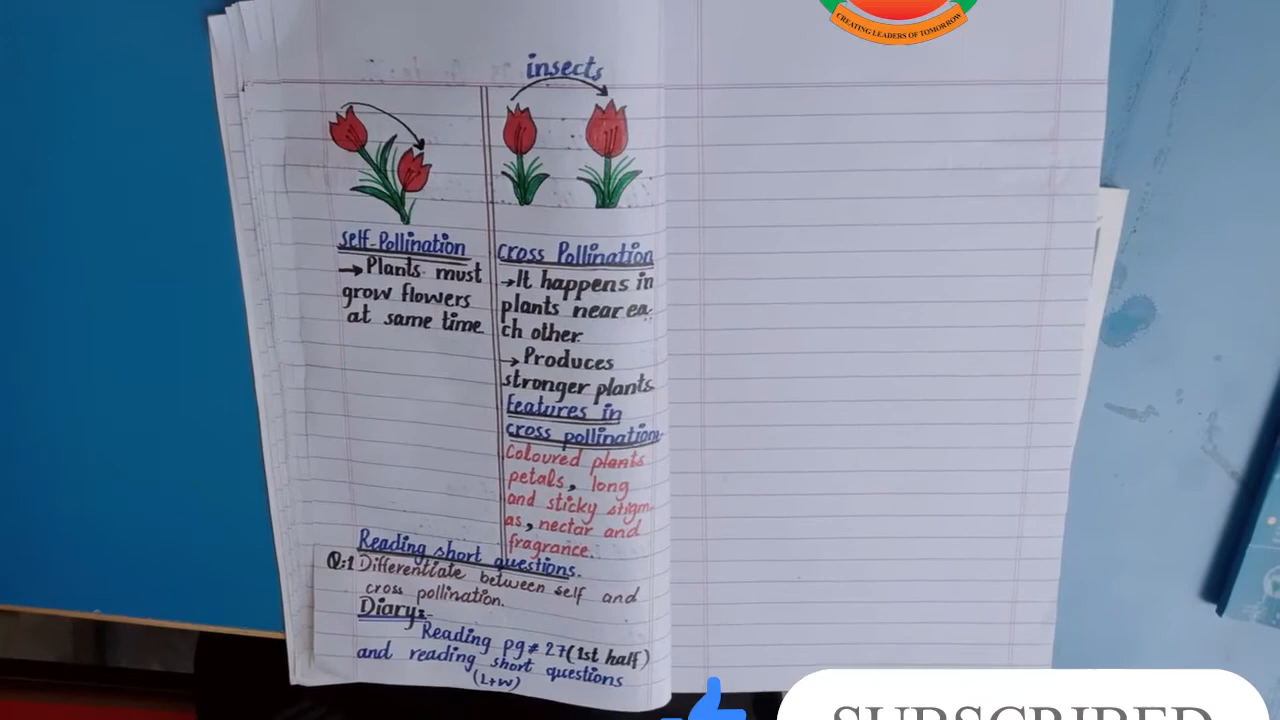 CREATING LEADERS OF TOMORROW
insects
Self-Pollination
→Plants must
grow flowers
at same time.
Cross Pollination
→It happens in
plants near ea-
ch other.
→Produces
stronger plants.
Features in
cross pollination:-
Coloured plants
petals, long
and sticky stigm-
as, nectar and
fragrance.
Reading short questions.
Q:1 Differentiate between self and
cross pollination.
Diary:-
Reading pg# 27(1st half)
and reading short questions
(L+W)
SUBSCRIBED